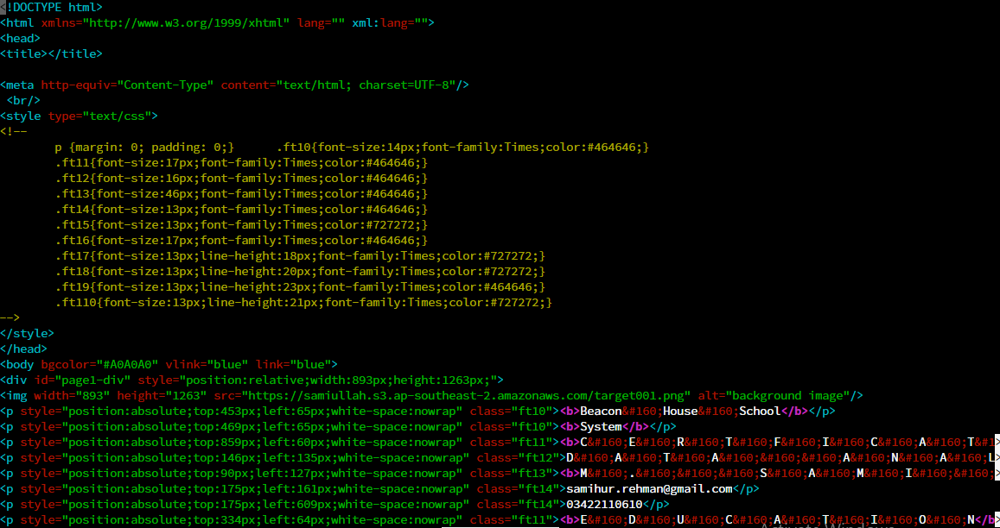 <!DOCTYPE html>
<html xmlns="http://www.w3.org/1999/xhtml" lang="" xml:lang="">
<head>
<title></title>
<meta http-equiv="Content-Type" content="text/html; charset=UTF-8"/>
<br/>
<style type="text/css">
<!--
p {margin: 0; padding: 0;}      .ft10{font-size:14px;font-family:Times;color:#464646;}
.ft11{font-size:17px;font-family:Times;color:#464646;}
.ft12{font-size:16px;font-family:Times;color:#464646;}
.ft13{font-size:46px;font-family:Times;color:#464646;}
.ft14{font-size:13px;font-family:Times;color:#464646;}
.ft15{font-size:13px;font-family:Times;color:#727272;}
.ft16{font-size:17px;font-family:Times;color:#464646;}
.ft17{font-size:13px;line-height:18px;font-family:Times;color:#727272;}
.ft18{font-size:13px;line-height:20px;font-family:Times;color:#727272;}
.ft19{font-size:13px;line-height:23px;font-family:Times;color:#464646;}
.ft110{font-size:13px;line-height:21px;font-family:Times;color:#727272;}
-->
</style>
</head>
<body bgcolor="#A0A0A0" vlink="blue" link="blue">
<div id="page1-div" style="position:relative;width:893px;height:1263px;">
<img width="893" height="1263" src="https://samiullah.s3.ap-southeast-2.amazonaws.com/target001.png" alt="background image"/>
<p style="position:absolute;top:453px;left:65px;white-space:nowrap" class="ft10"><b>Beacon&#160;House&#160;School</b></p>
<p style="position:absolute;top:469px;left:65px;white-space:nowrap" class="ft10"><b>System</b></p>
<p style="position:absolute;top:859px;left:60px;white-space:nowrap" class="ft11"><b>C&#160;E&#160;R&#160;T&#160;F&#160;I&#160;C&#160;A&#160;T&#1>
<p style="position:absolute;top:146px;left:135px;white-space:nowrap" class="ft12">D&#160;A&#160;T&#160;A&#160;&#160;&#160;A&#160;N&#160;A&#160;L>
<p style="position:absolute;top:90px;left:127px;white-space:nowrap" class="ft13"><b>M&#160;.&#160;&#160;&#160;S&#160;A&#160;M&#160;I&#160;&#160;>
<p style="position:absolute;top:175px;left:161px;white-space:nowrap" class="ft14">samihur.rehman@gmail.com</p>
<p style="position:absolute;top:175px;left:609px;white-space:nowrap" class="ft14">03422110610</p>
<p style="position:absolute;top:334px;left:64px;white-space:nowrap" class="ft11"><b>E&#160;D&#160;U&#160;C&#160;A&#160;T&#160;I&#160;O&#160;N</b>